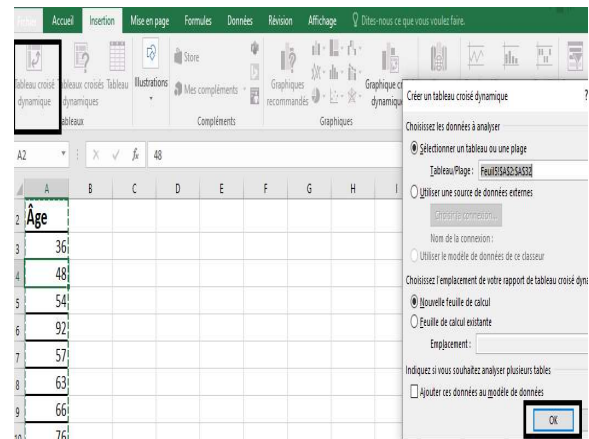 Accueil Insertion Mise en page Formules Données Révision Affichage Dites-nous ce que vous voulez faire.
Tableau croisé dynamique
Tableaux croisés dynamiques
Tableau
Illustrations
Store
Mes compléments
Graphiques recommandés
Graphique cr
dynamiqu
Tableaux
Compléments
Graphiques
A2 fx 48
A B C D E F G H I
2 Âge
3 36
4 48
5 54
6 92
7 57
8 63
9 66
10 76
Créer un tableau croisé dynamique ?
Choisissez les données à analyser
Sélectionner un tableau ou une plage
Tableau/Plage : Feuil5!$A$2:$A$32
Utiliser une source de données externes
Choisir la connexion...
Nom de la connexion :
Utiliser le modèle de données de ce classeur
Choisissez l'emplacement de votre rapport de tableau croisé dyna
Nouvelle feuille de calcul
Feuille de calcul existante
Emplacement :
Indiquez si vous souhaitez analyser plusieurs tables
Ajouter ces données au modèle de données
OK